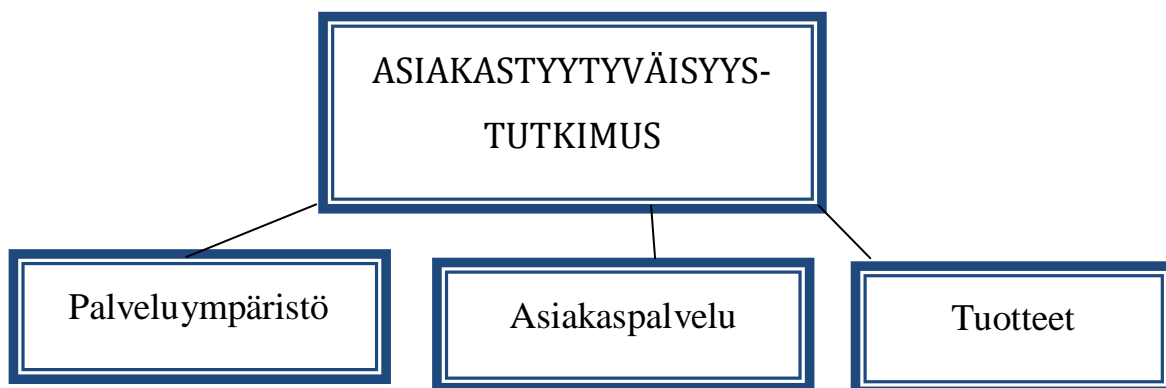 ASIAKASTYYTYVÄISYYS-
TUTKIMUS
Palveluympäristö
Asiakaspalvelu
Tuotteet